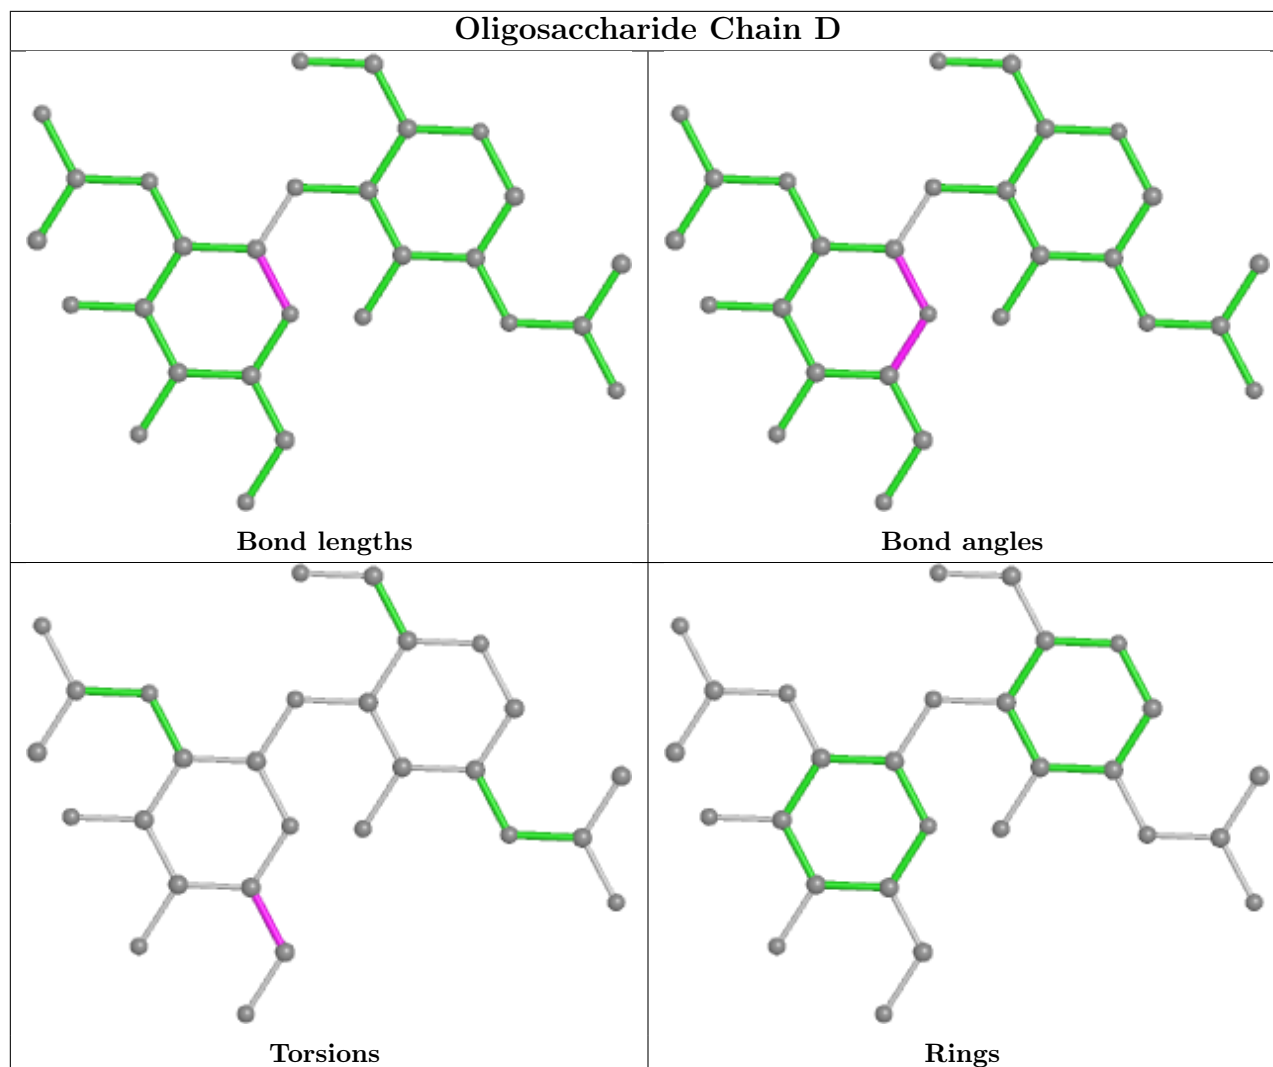 Oligosaccharide Chain D
Bond lengths
Bond angles
Torsions
Rings